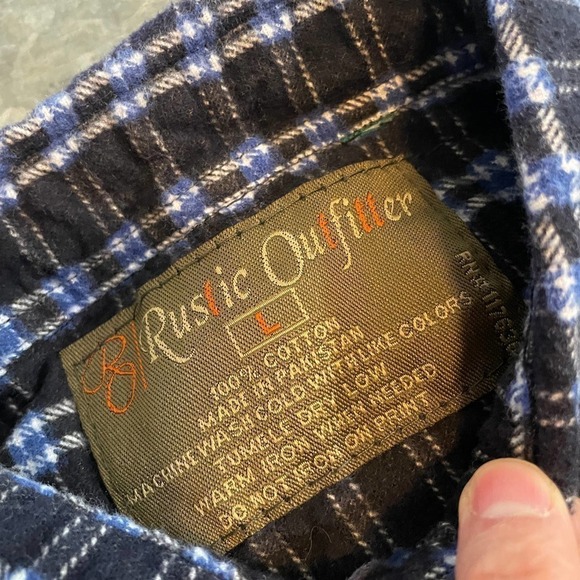 Rustic Outfitter
L
100% COTTON
MADE IN PAKISTAN
MACHINE WASH COLD WITH LIKE COLORS
TUMBLE DRY LOW
WARM IRON WHEN NEEDED
DO NOT IRON ON PRINT